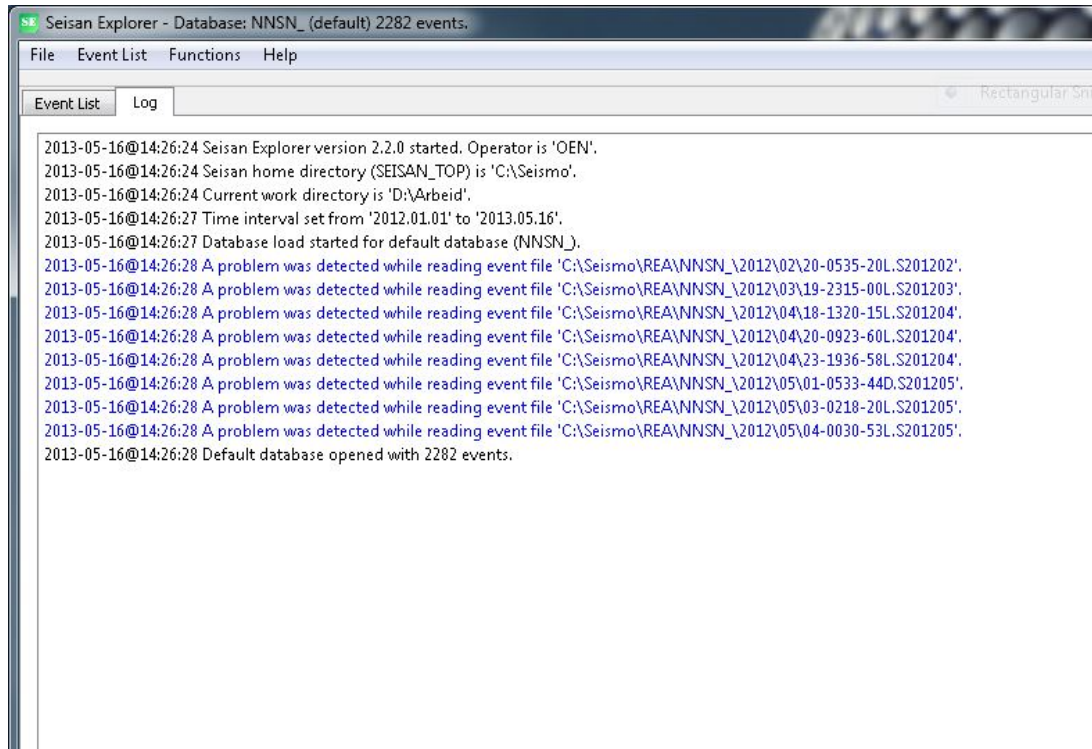 SE Seisan Explorer - Database: NNSN_ (default) 2282 events.
File Event List Functions Help
Rectangular
Event List Log
2013-05-16@14:26:24 Seisan Explorer version 2.2.0 started. Operator is 'OEN'.
2013-05-16@14:26:24 Seisan home directory (SEISAN_TOP) is 'C:\Seismo'.
2013-05-16@14:26:24 Current work directory is 'D:\Arbeid'.
2013-05-16@14:26:27 Time interval set from '2012.01.01' to '2013.05.16'.
2013-05-16@14:26:27 Database load started for default database (NNSN_).
2013-05-16@14:26:28 A problem was detected while reading event file 'C:\Seismo\REA\NNSN_\2012\02\20-0535-20L.S201202'.
2013-05-16@14:26:28 A problem was detected while reading event file 'C:\Seismo\REA\NNSN_\2012\03\19-2315-00L.S201203'.
2013-05-16@14:26:28 A problem was detected while reading event file 'C:\Seismo\REA\NNSN_\2012\04\18-1320-15L.S201204'.
2013-05-16@14:26:28 A problem was detected while reading event file 'C:\Seismo\REA\NNSN_\2012\04\20-0923-60L.S201204'.
2013-05-16@14:26:28 A problem was detected while reading event file 'C:\Seismo\REA\NNSN_\2012\04\23-1936-58L.S201204'.
2013-05-16@14:26:28 A problem was detected while reading event file 'C:\Seismo\REA\NNSN_\2012\05\01-0533-44D.S201205'.
2013-05-16@14:26:28 A problem was detected while reading event file 'C:\Seismo\REA\NNSN_\2012\05\03-0218-20L.S201205'.
2013-05-16@14:26:28 A problem was detected while reading event file 'C:\Seismo\REA\NNSN_\2012\05\04-0030-53L.S201205'.
2013-05-16@14:26:28 Default database opened with 2282 events.